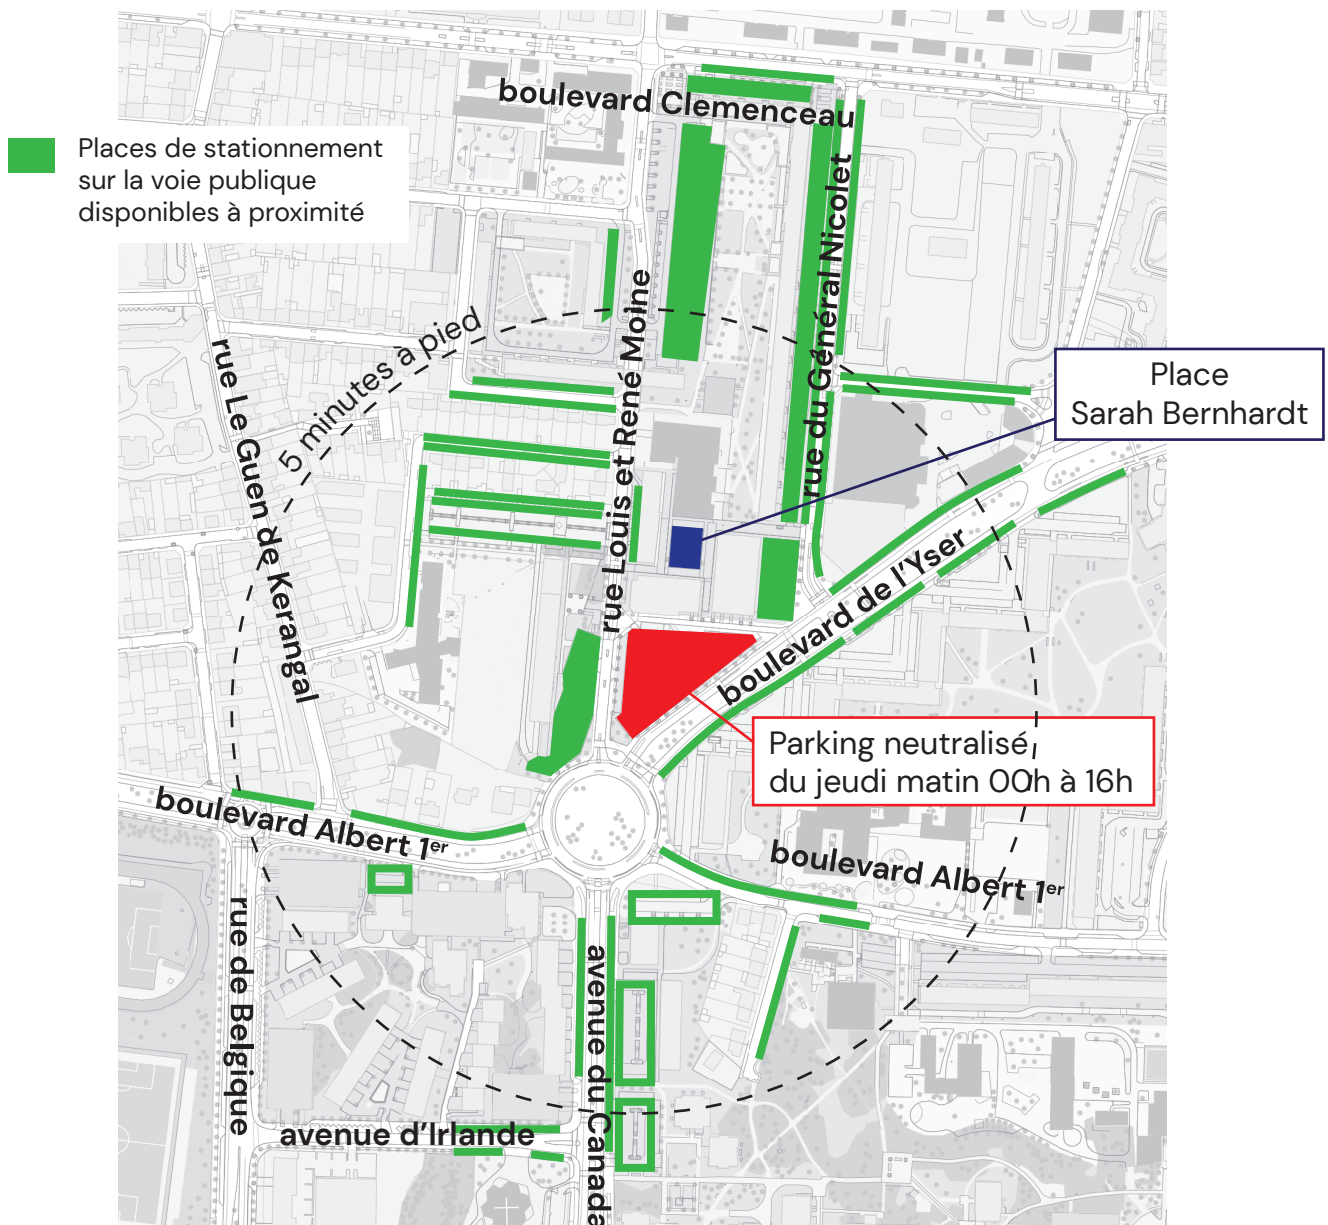 boulevard Clemenceau
Places de stationnement
sur la voie publique
disponibles à proximité
rue du Général Nicolet
rue Louis et René Moine
5 minutes à pied
rue Le Guen de Kerangal
Place
Sarah Bernhardt
boulevard de l'Yser
Parking neutralisé
du jeudi matin 00h à 16h
boulevard Albert 1er
boulevard Albert 1er
rue de Belgique
avenue du Canada
avenue d'Irlande